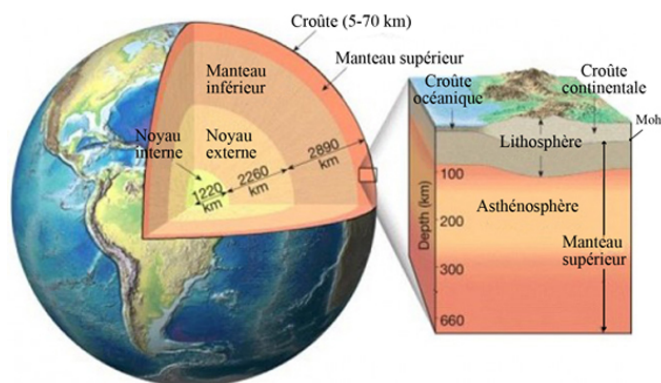 Croûte (5-70 km)
Manteau supérieur
Manteau
inférieur
Noyau
interne
Noyau
externe
1220
km
2260
km
2890
km
Croûte
océanique
Croûte
continentale
Moh
Lithosphère
Asthénosphère
Manteau
supérieur
Depth (km)
100
200
300
660